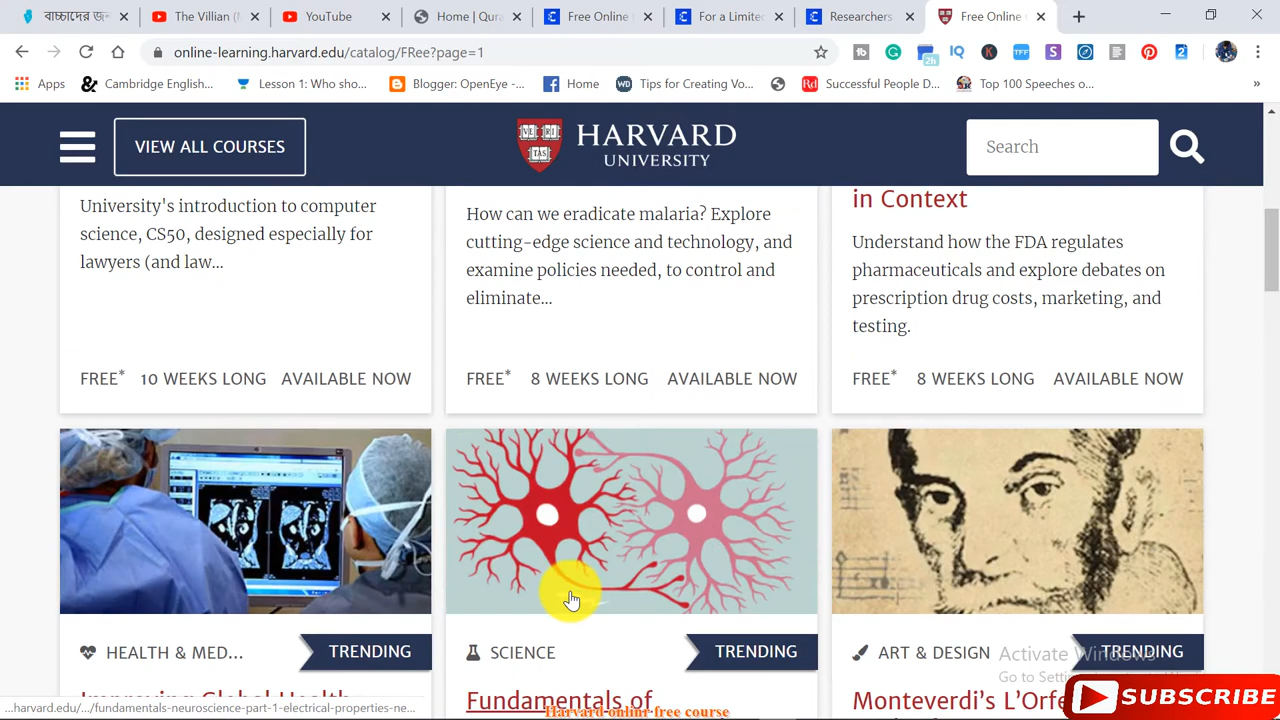 বাচ্চাদের জন
The Villian (
YouTube
Home | Qura
Free Online
For a Limite
Researchers
Free Online
online-learning.harvard.edu/catalog/FRee?page=1
2h
Apps
Cambridge English...
Lesson 1: Who sho...
Blogger: OpenEye -...
Home
Tips for Creating Vo...
Successful People D...
Top 100 Speeches o...
»
VIEW ALL COURSES
HARVARD
UNIVERSITY
Search
University's introduction to computer
science, CS50, designed especially for
lawyers (and law...
FREE* 10 WEEKS LONG AVAILABLE NOW
How can we eradicate malaria? Explore
cutting-edge science and technology, and
examine policies needed, to control and
eliminate...
FREE* 8 WEEKS LONG AVAILABLE NOW
in Context
Understand how the FDA regulates
pharmaceuticals and explore debates on
prescription drug costs, marketing, and
testing.
FREE* 8 WEEKS LONG AVAILABLE NOW
HEALTH & MED...
TRENDING
SCIENCE
TRENDING
ART & DESIGN
TRENDING
Improving Global Health
Fundamentals of
Monteverdi's L'Orfe
Activate Windows
Go to Setti
SUBSCRIBE
Harvard onlinr free course
...harvard.edu/.../fundamentals-neuroscience-part-1-electrical-properties-ne...